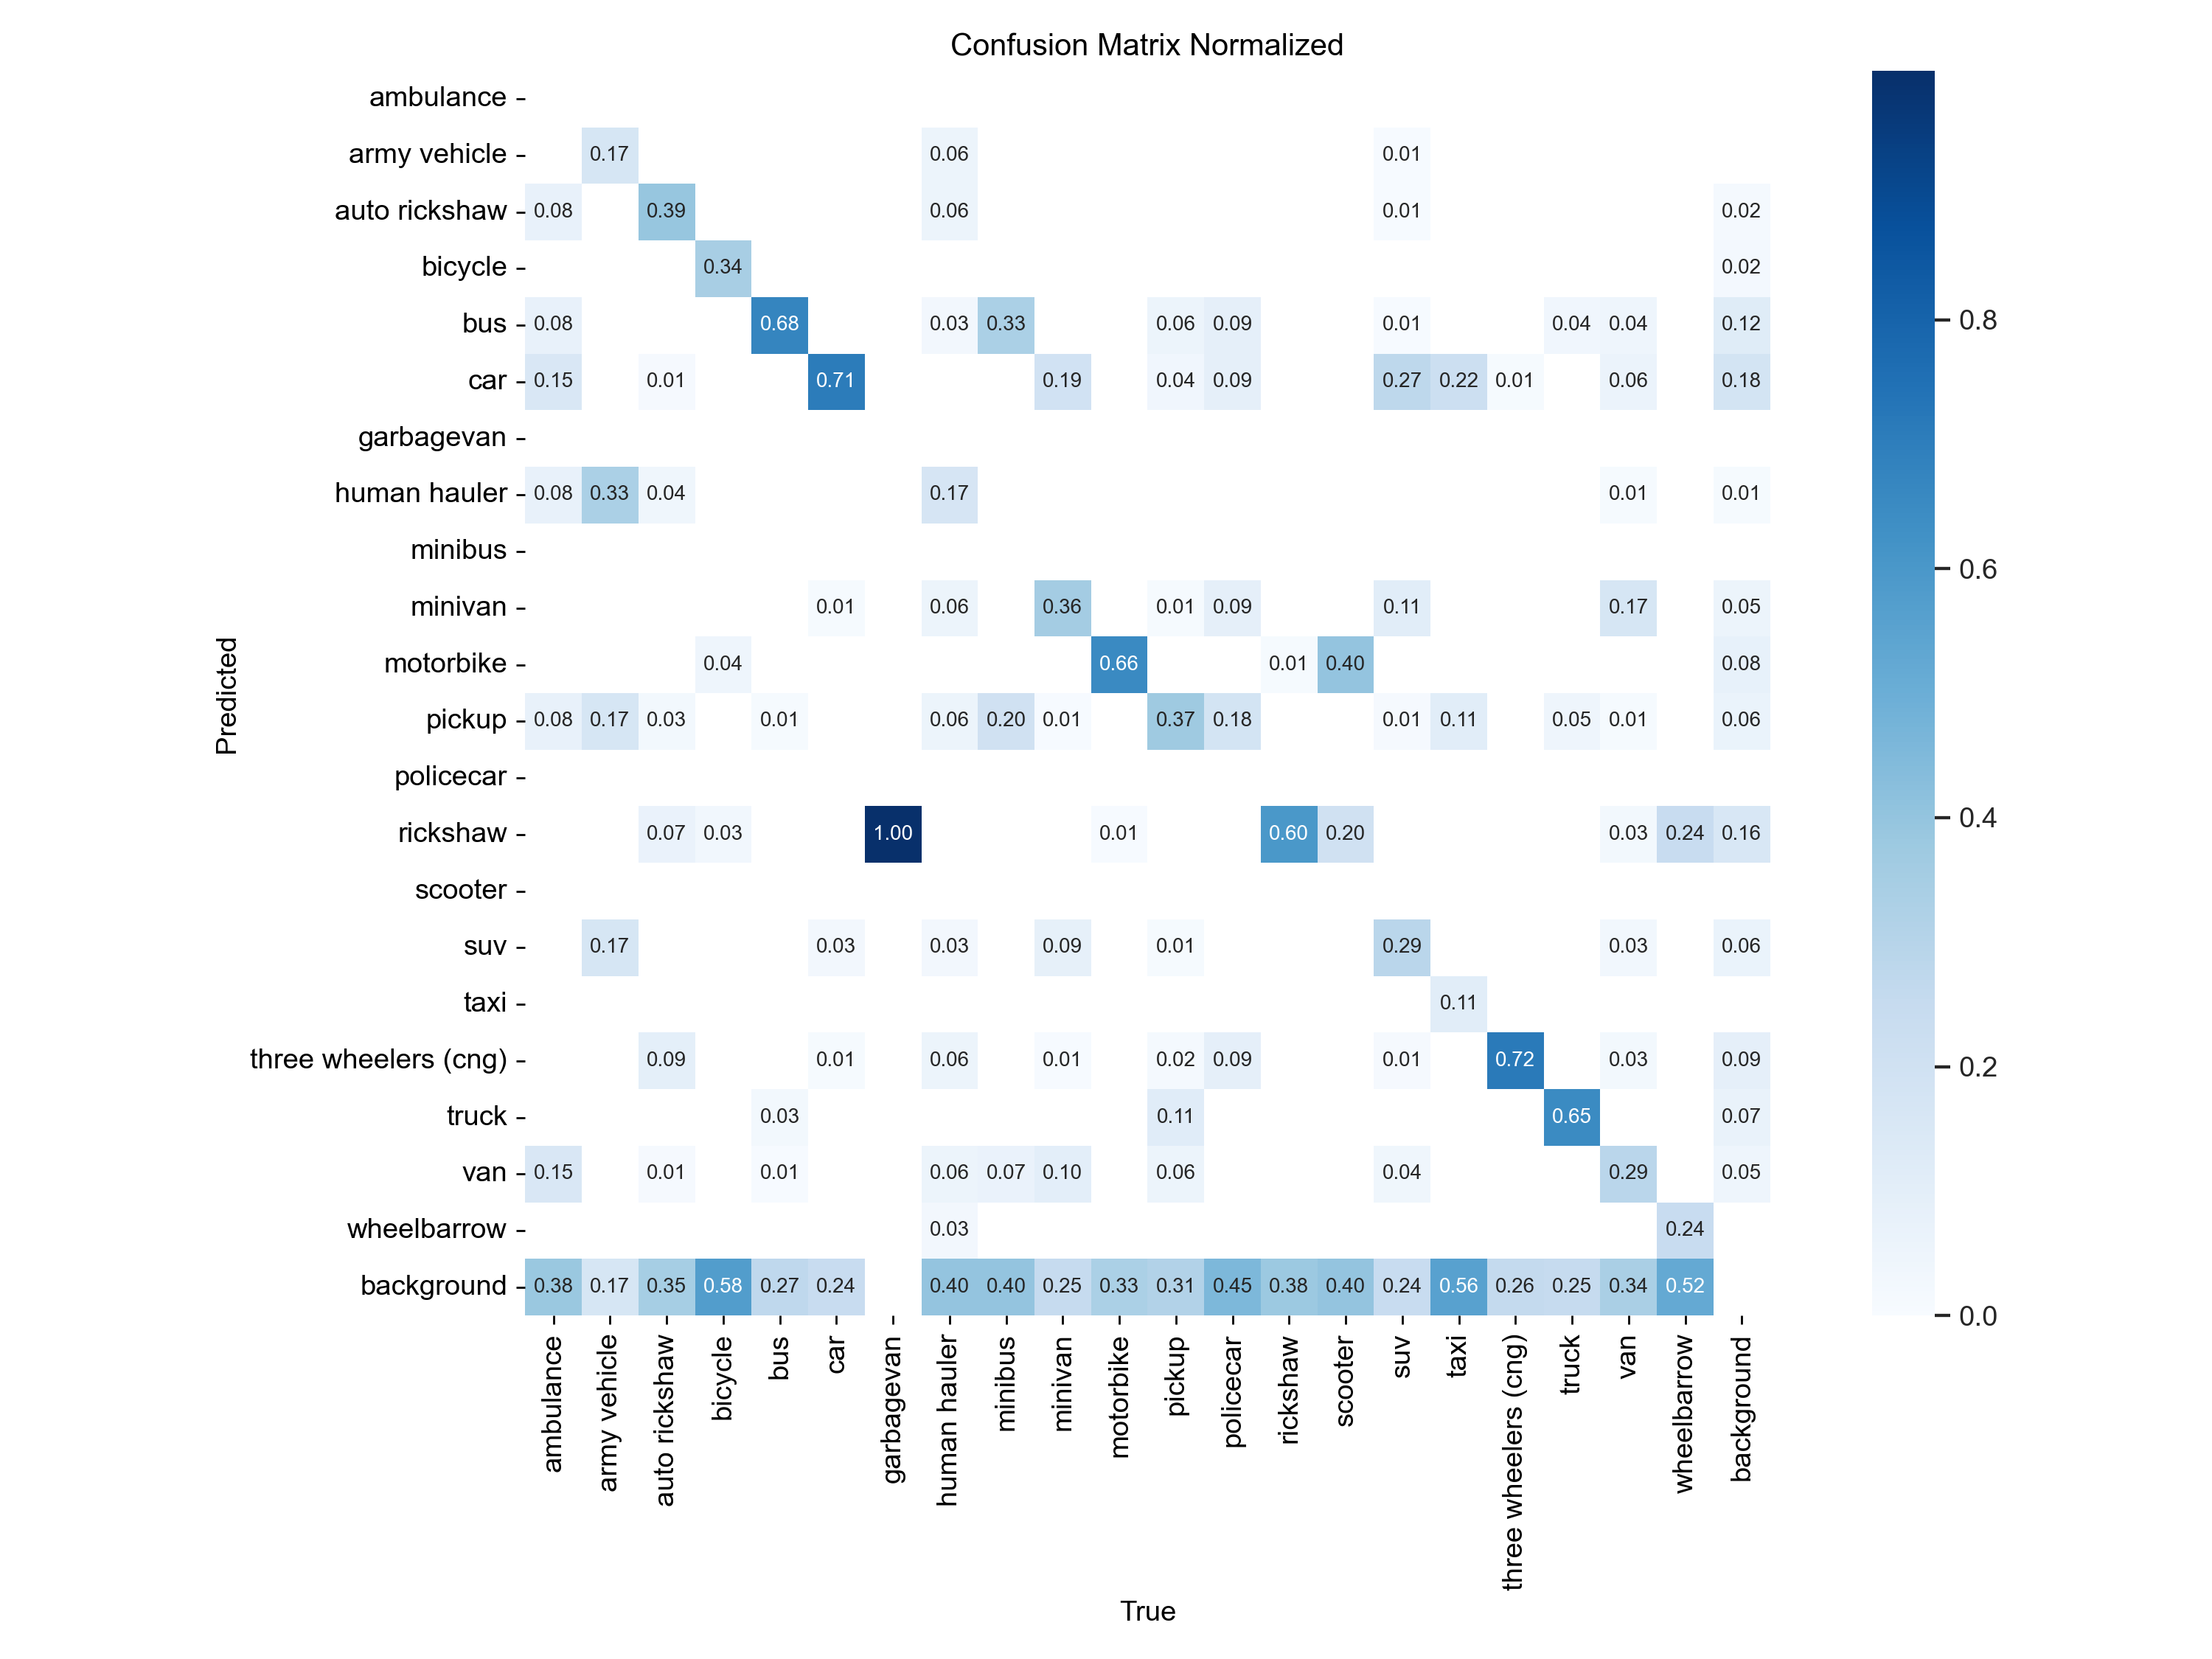 Confusion Matrix Normalized
ambulance
army vehicle 0.17 0.06 0.01
auto rickshaw 0.08 0.39 0.06 0.01 0.02
bicycle 0.34 0.02
bus 0.08 0.68 0.03 0.33 0.06 0.09 0.01 0.04 0.04 0.12
car 0.15 0.01 0.71 0.19 0.04 0.09 0.27 0.22 0.01 0.06 0.18
garbagevan
human hauler 0.08 0.33 0.04 0.17 0.01 0.01
minibus
minivan 0.01 0.06 0.36 0.01 0.09 0.11 0.17 0.05
motorbike 0.04 0.66 0.01 0.40 0.08
pickup 0.08 0.17 0.03 0.01 0.06 0.20 0.01 0.37 0.18 0.01 0.11 0.05 0.01 0.06
policecar
rickshaw 0.07 0.03 1.00 0.01 0.60 0.20 0.03 0.24 0.16
scooter
suv 0.17 0.03 0.03 0.09 0.01 0.29 0.03 0.06
taxi 0.11
three wheelers (cng) 0.09 0.01 0.06 0.01 0.02 0.09 0.01 0.72 0.03 0.09
truck 0.03 0.11 0.65 0.07
van 0.15 0.01 0.01 0.06 0.07 0.10 0.06 0.04 0.29 0.05
wheelbarrow 0.03 0.24
background 0.38 0.17 0.35 0.58 0.27 0.24 0.40 0.40 0.25 0.33 0.31 0.45 0.38 0.40 0.24 0.56 0.26 0.25 0.34 0.52
Predicted
ambulance
army vehicle
auto rickshaw
bicycle
bus
car
garbagevan
human hauler
minibus
minivan
motorbike
pickup
policecar
rickshaw
scooter
suv
taxi
three wheelers (cng)
truck
van
wheelbarrow
background
True
0.8
0.6
0.4
0.2
0.0